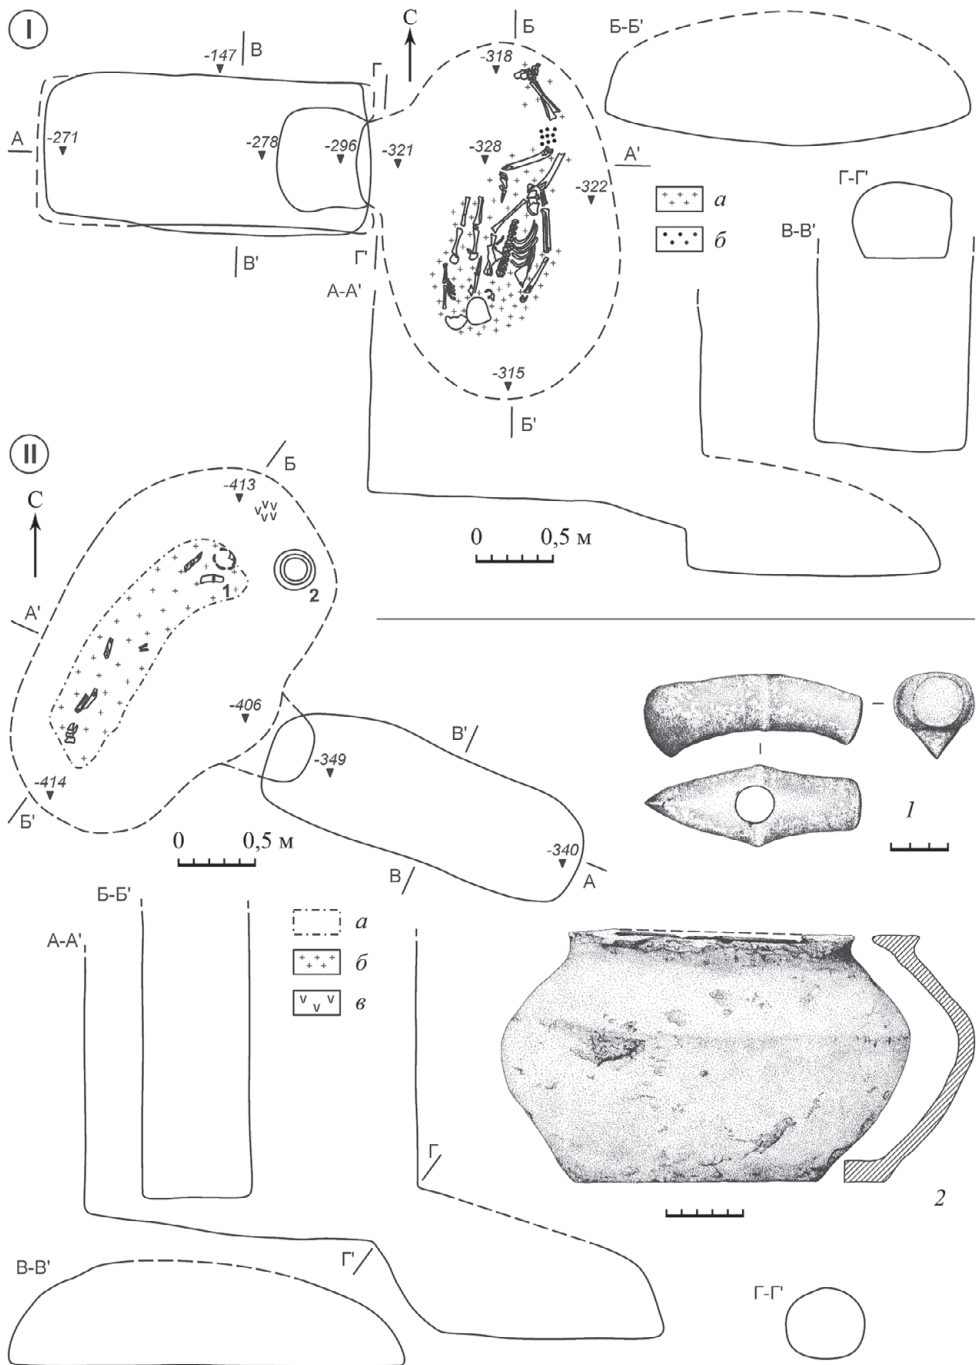 I
Б
С
Б-Б'
-147
В
Г
-318
А
-271
-278
-296
-321
-328
А'
-322
а
б
Г-Г'
В-В'
В'
Г'
А-А'
-315
Б'
II
Б
С
-413
0 0,5 м
1
2
А'
-406
В'
-349
-414
Б'
0 0,5 м
-340
В
А
1
Б-Б'
А-А'
а
б
в
Г
2
Г'
В-В'
Г-Г'